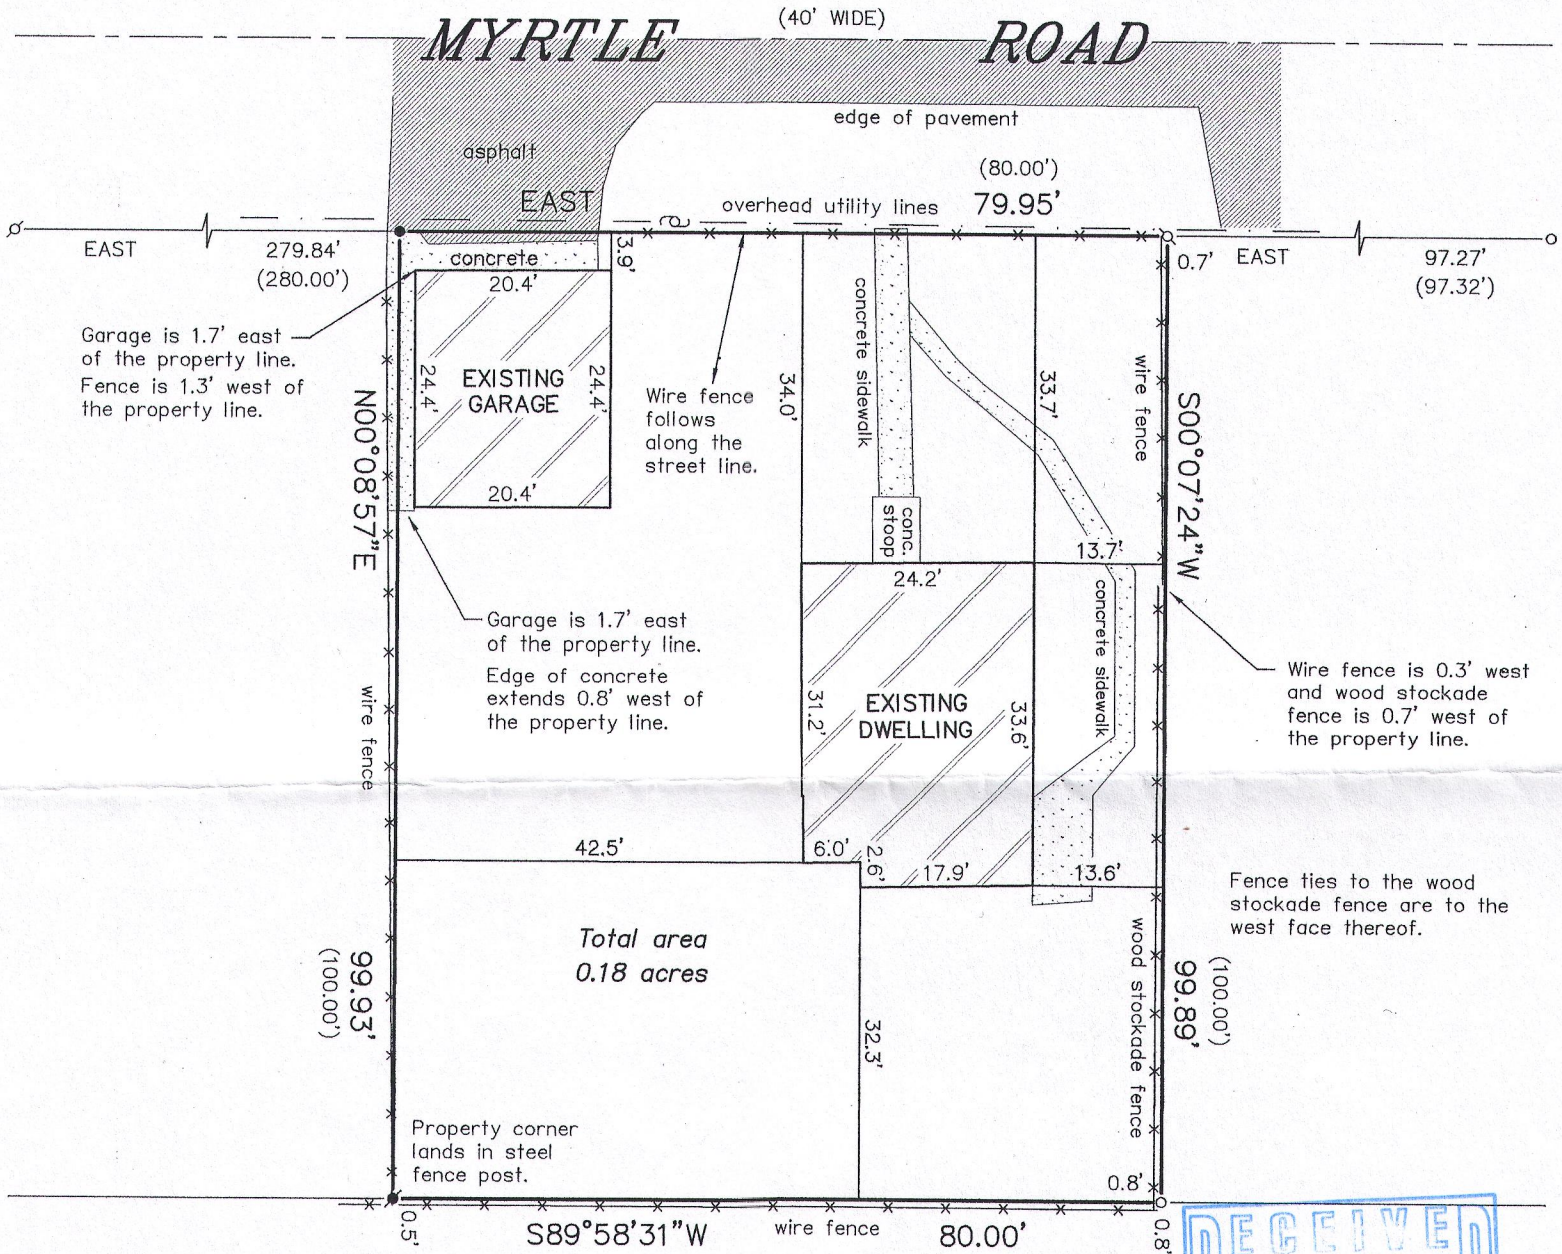 (40' WIDE)
MYRTLE ROAD
edge of pavement
asphalt
(80.00')
EAST
overhead utility lines 79.95'
EAST
279.84'
(280.00')
concrete
3.9'
0.7'
EAST
97.27'
(97.32')
20.4'
Garage is 1.7' east
of the property line.
Fence is 1.3' west of
the property line.
24.4'
EXISTING
GARAGE
24.4'
20.4'
Wire fence
follows
along the
street line.
34.0'
concrete sidewalk
33.7'
wire fence
N00°08'57"E
S00°07'24"W
conc.
stoop
13.7'
24.2'
Garage is 1.7' east
of the property line.
Edge of concrete
extends 0.8' west of
the property line.
concrete sidewalk
wire fence
31.2'
EXISTING
DWELLING
33.6'
Wire fence is 0.3' west
and wood stockade
fence is 0.7' west of
the property line.
42.5'
6.0'
2.6'
17.9'
13.6'
Fence ties to the wood
stockade fence are to the
west face thereof.
Total area
0.18 acres
99.93'
(100.00')
32.3'
wood stockade fence
(100.00')
99.89'
Property corner
lands in steel
fence post.
0.8'
0.5'
S89°58'31"W
wire fence
80.00'
0.8'
RECEIVED